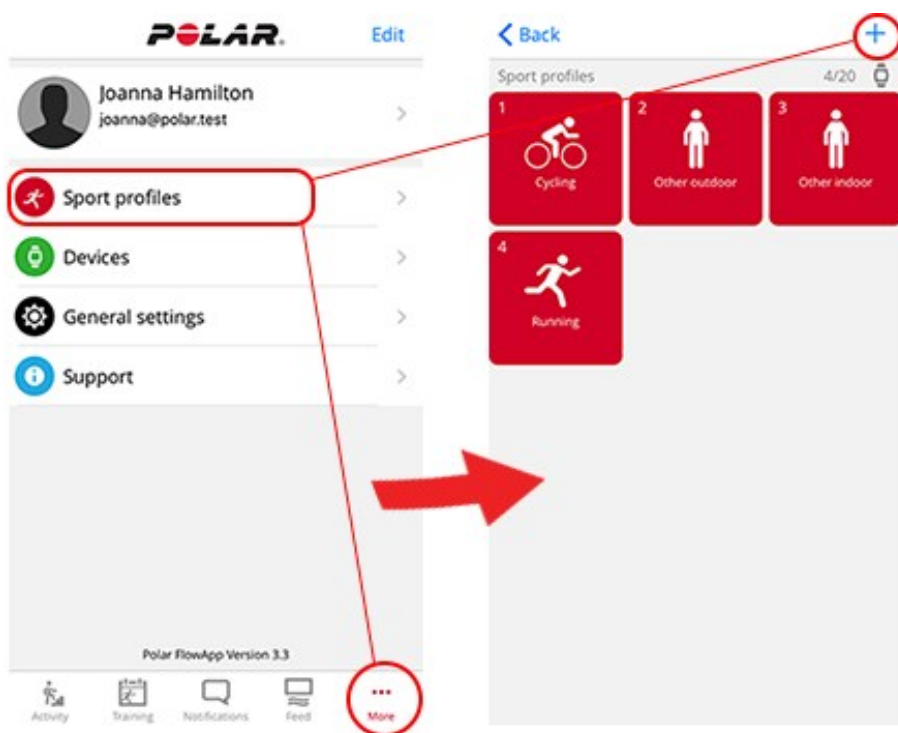 POLAR.
Edit
Joanna Hamilton
joanna@polar.test
Sport profiles
Devices
General settings
Support
Polar FlowApp Version 3.3
Activity
Training
Notifications
Feed
More
Back
Sport profiles
4/20
1
Cycling
2
Other outdoor
3
Other indoor
4
Running